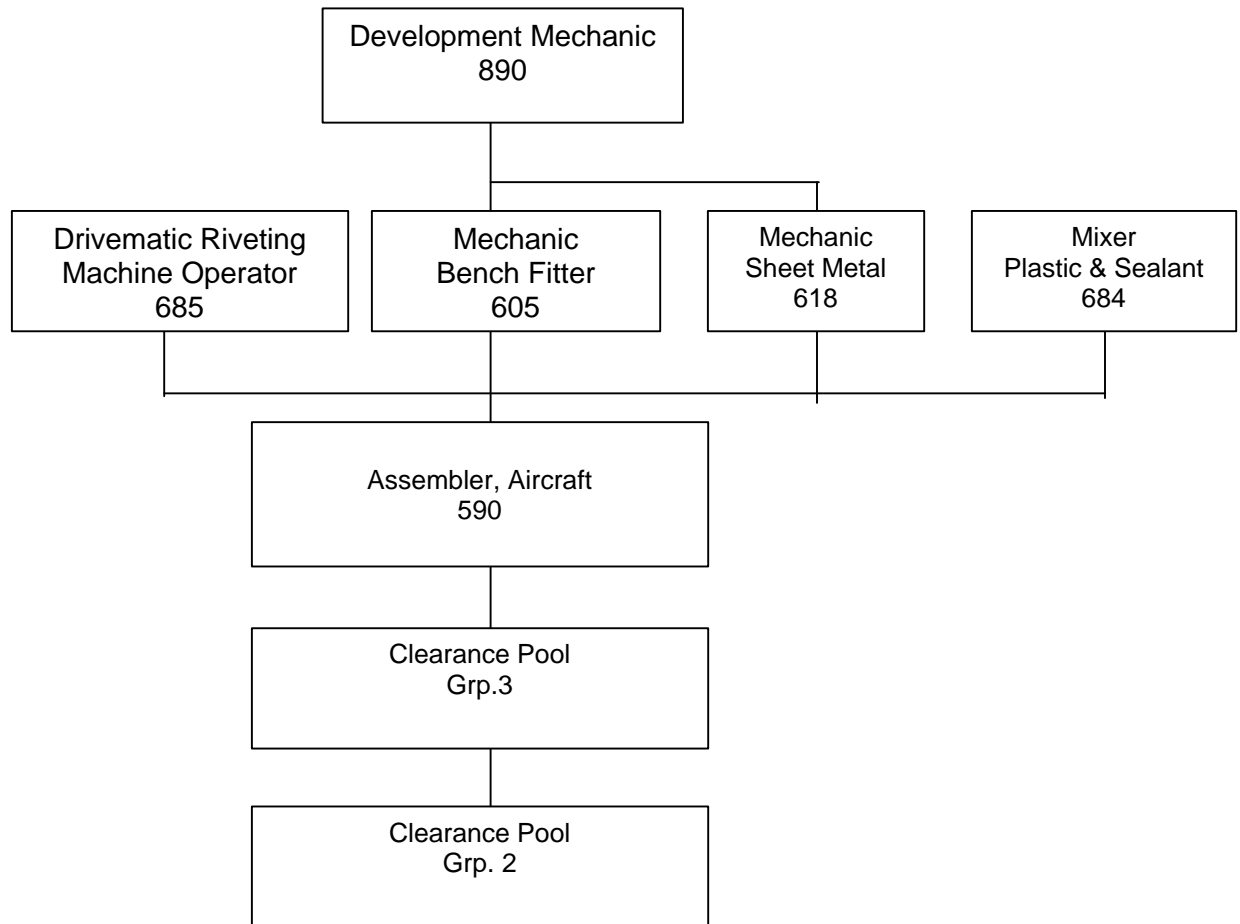 Development Mechanic
890
Drivematic Riveting
Machine Operator
685
Mechanic
Bench Fitter
605
Mechanic
Sheet Metal
618
Mixer
Plastic & Sealant
684
Assembler, Aircraft
590
Clearance Pool
Grp.3
Clearance Pool
Grp. 2